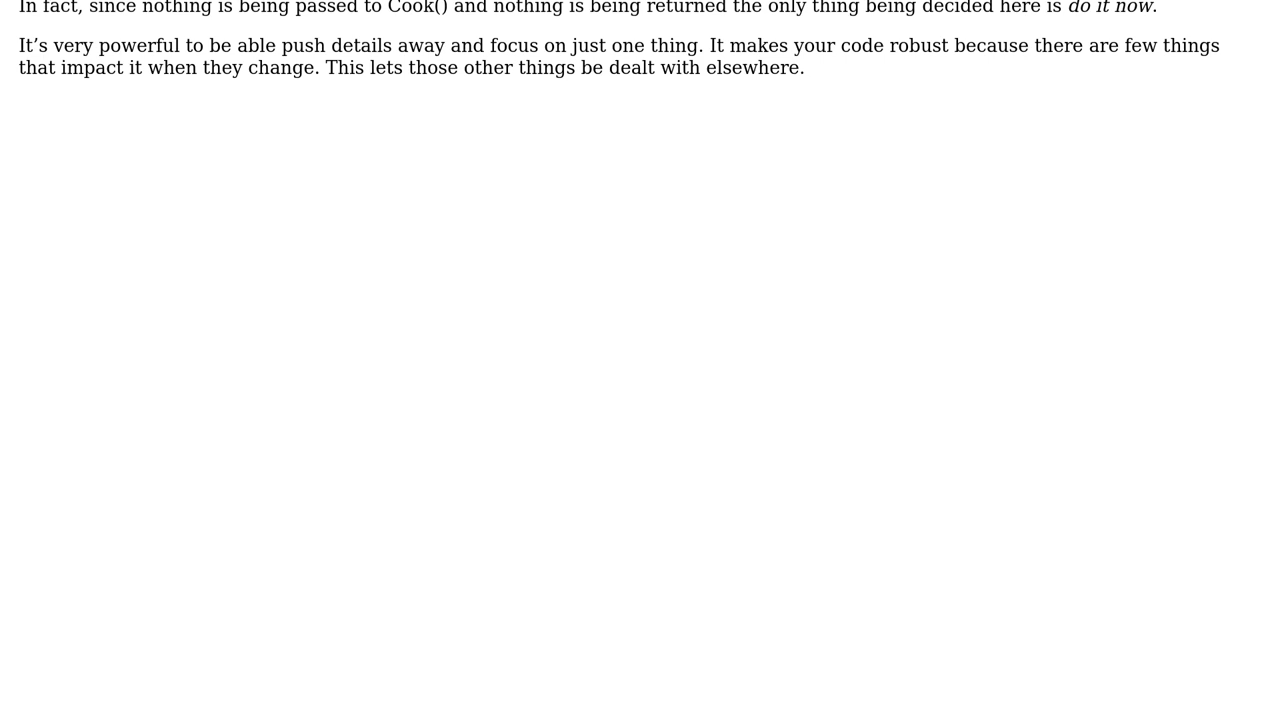 In fact, since nothing is being passed to Cook() and nothing is being returned the only thing being decided here is do it now.
It’s very powerful to be able push details away and focus on just one thing. It makes your code robust because there are few things
that impact it when they change. This lets those other things be dealt with elsewhere.